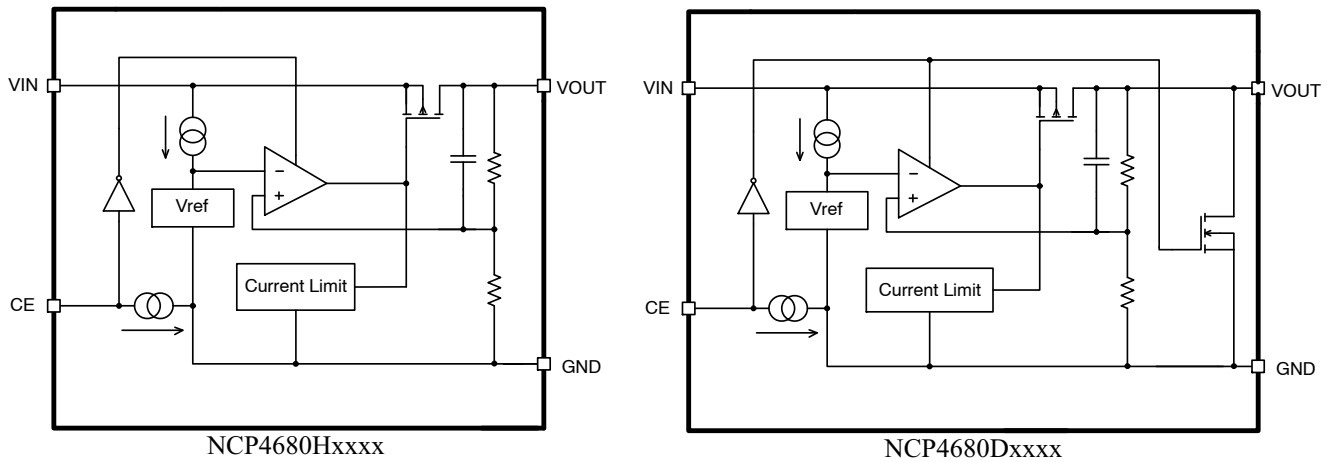 VIN
VOUT
−
+
Vref
Current Limit
CE
GND
NCP4680Hxxxx
VIN
VOUT
−
+
Vref
Current Limit
CE
GND
NCP4680Dxxxx